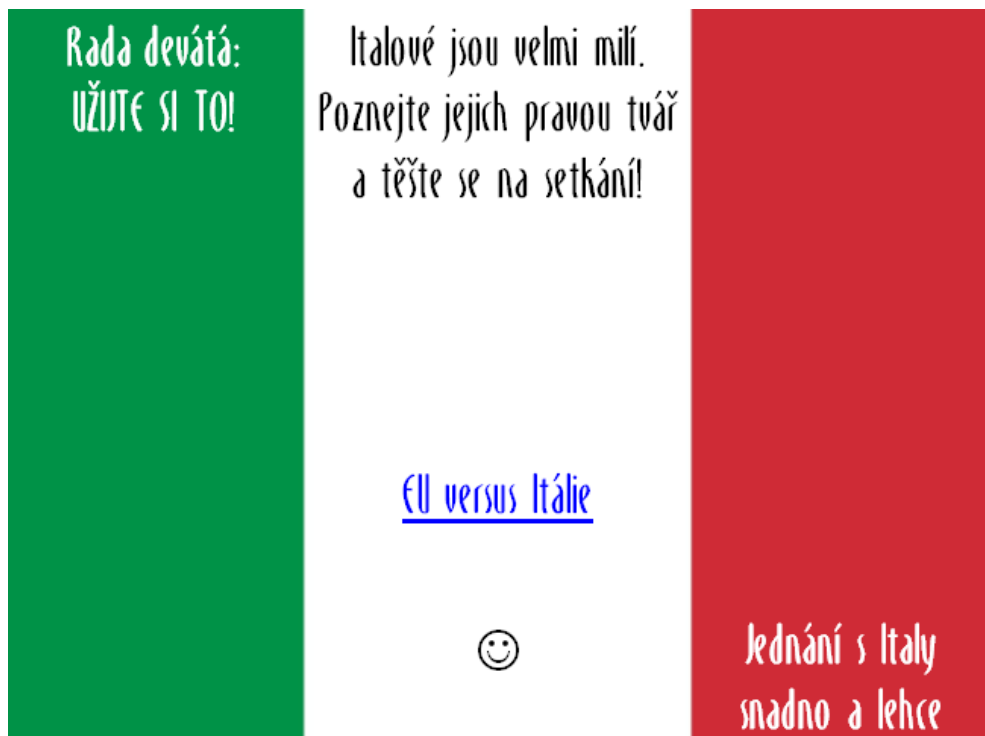 Rada devátá:
UŽIJTE SI TO!
Italové jsou velmi milí.
Poznejte jejich pravou tvář
a těšte se na setkání!
EU versus Itálie
Jednání s Italy
snadno a lehce